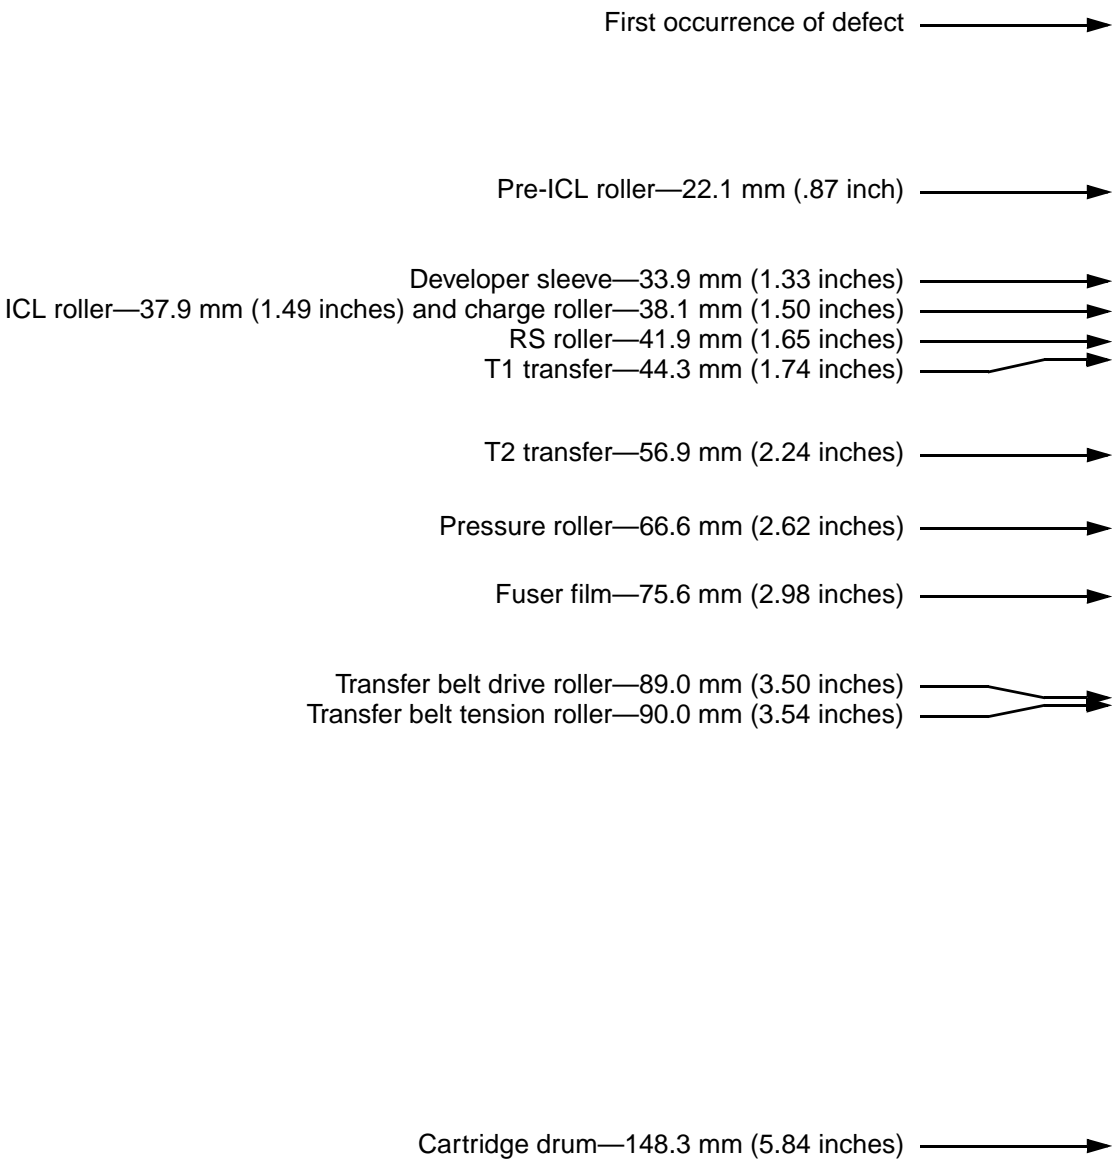 First occurrence of defect
Pre-ICL roller—22.1 mm (.87 inch)
Developer sleeve—33.9 mm (1.33 inches)
ICL roller—37.9 mm (1.49 inches) and charge roller—38.1 mm (1.50 inches)
RS roller—41.9 mm (1.65 inches)
T1 transfer—44.3 mm (1.74 inches)
T2 transfer—56.9 mm (2.24 inches)
Pressure roller—66.6 mm (2.62 inches)
Fuser film—75.6 mm (2.98 inches)
Transfer belt drive roller—89.0 mm (3.50 inches)
Transfer belt tension roller—90.0 mm (3.54 inches)
Cartridge drum—148.3 mm (5.84 inches)